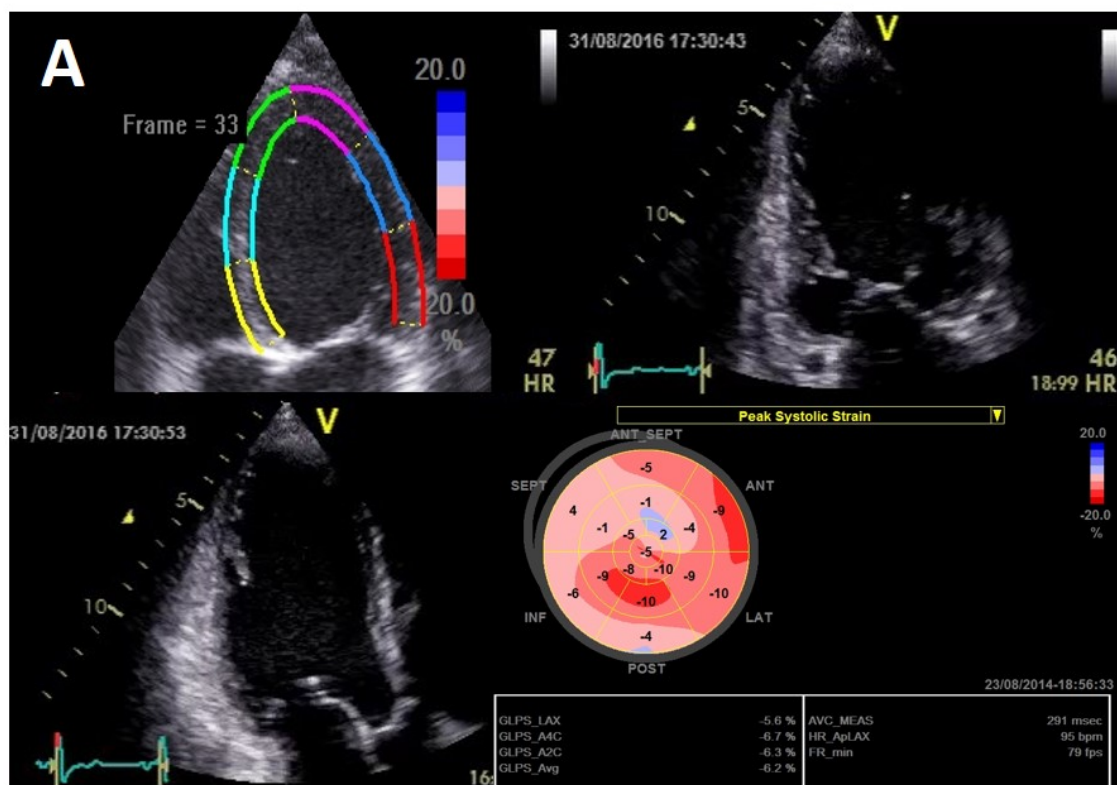 A
Frame = 33
20.0
20.0
%
31/08/2016 17:30:43
V
5
10
47
HR
46
HR
18:99
31/08/2016 17:30:53
V
5
10
16:
Peak Systolic Strain
ANT_SEPT
SEPT
ANT
INF
LAT
POST
-5
4
-9
-1
-1
-4
-5
2
-5
-8
-10
-9
-9
-6
-10
-10
-4
20.0
-20.0
%
23/08/2014-18:56:33
GLPS_LAX -5.6 %
GLPS_A4C -6.7 %
GLPS_A2C -6.3 %
GLPS_Avg -6.2 %
AVC_MEAS 291 msec
HR_ApLAX 95 bpm
FR_min 79 fps